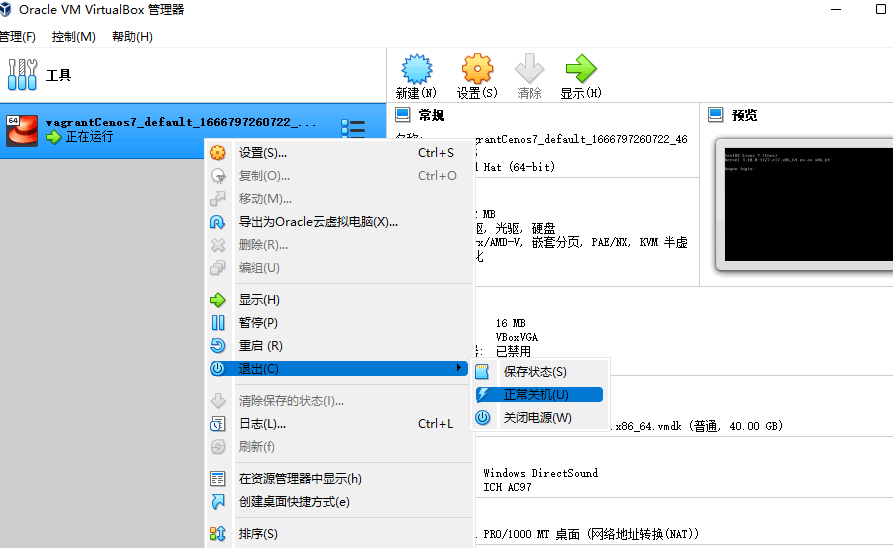 Oracle VM VirtualBox 管理器
管理(F) 控制(M) 帮助(H)
工具
新建(N) 设置(S) 清除 显示(H)
64
vagrantCenos7_default_1666797260722_...
正在运行
常规
预览
名称:
grantCenos7_default_1666797260722_46
Hat (64-bit)
设置(S)... Ctrl+S
复制(O)... Ctrl+O
移动(M)...
导出为Oracle云虚拟电脑(X)...
删除(R)...
编组(U)
显示(H)
暂停(P)
重启 (R)
退出(C)
清除保存的状态(I)...
日志(L)... Ctrl+L
刷新(f)
在资源管理器中显示(h)
创建桌面快捷方式(e)
排序(S)
MB
, 光驱, 硬盘
x/AMD-V, 嵌套分页, PAE/NX, KVM 半虚
化
16 MB
VBoxVGA
已禁用
保存状态(S)
正常关机(U)
关闭电源(W)
.x86_64.vmdk (普通, 40.00 GB)
Windows DirectSound
ICH AC97
PRO/1000 MT 桌面 (网络地址转换(NAT))